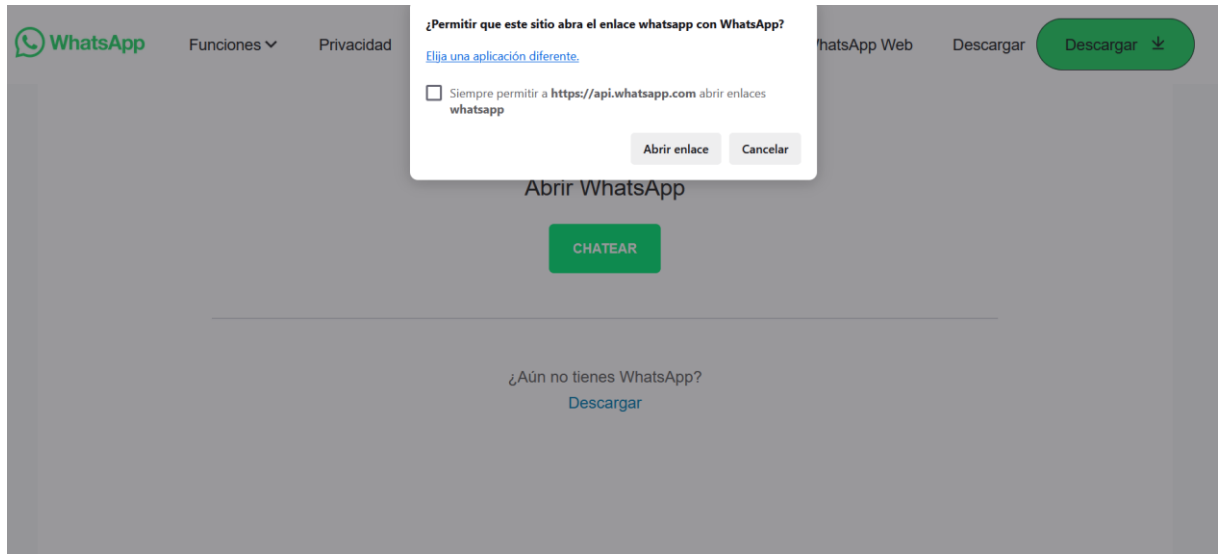 ¿Permitir que este sitio abra el enlace whatsapp con WhatsApp?
Elija una aplicación diferente.
Siempre permitir a https://api.whatsapp.com abrir enlaces
whatsapp
Abrir enlace Cancelar
WhatsApp Funciones Privacidad hatsApp Web Descargar Descargar
Abrir WhatsApp
CHATEAR
¿Aún no tienes WhatsApp?
Descargar